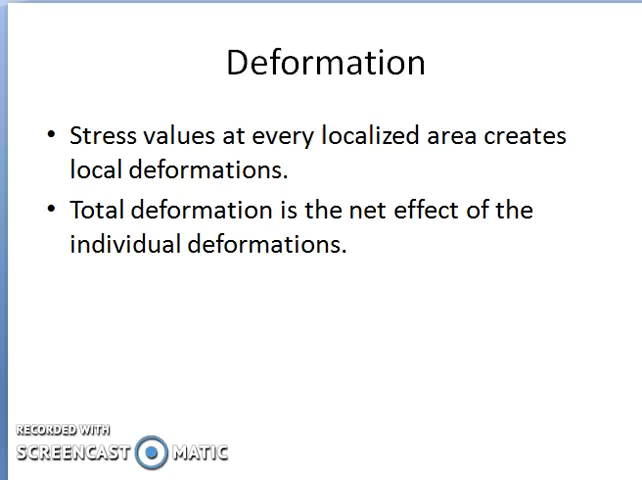 Deformation
• Stress values at every localized area creates
local deformations.
• Total deformation is the net effect of the
individual deformations.
RECORDED WITH
SCREENCAST MATIC